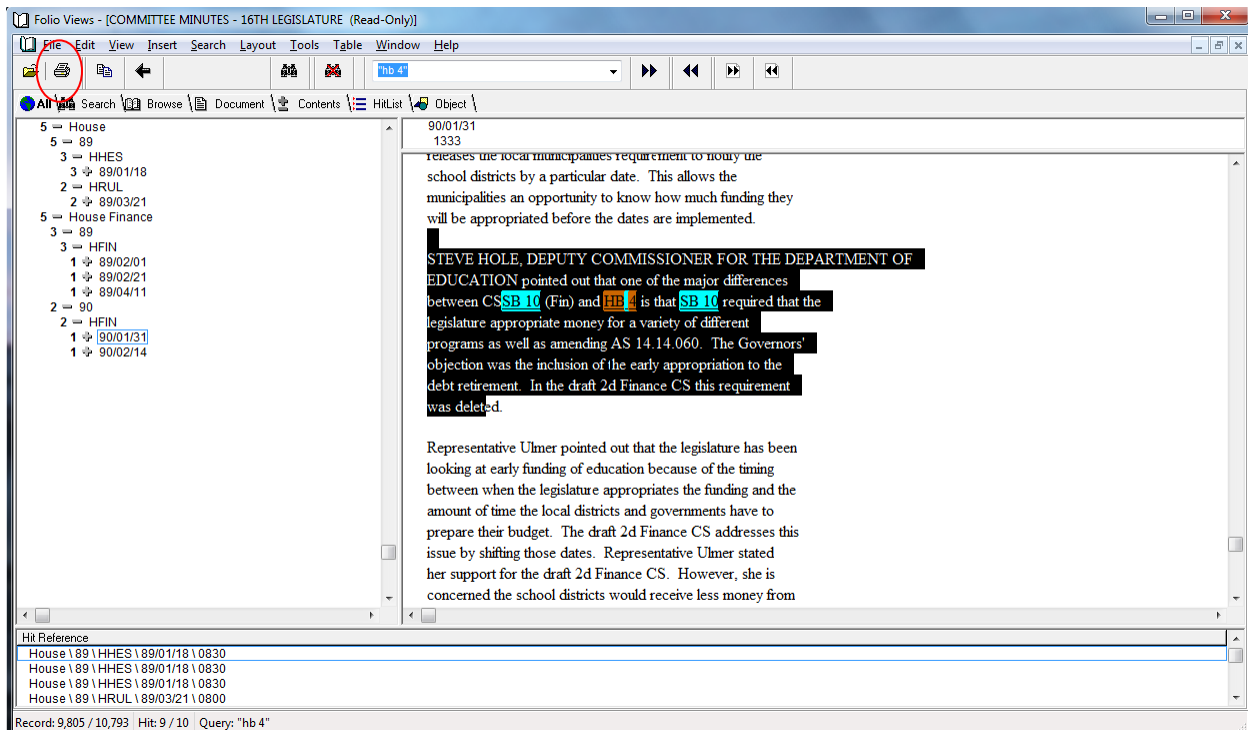 Folio Views - [COMMITTEE MINUTES - 16TH LEGISLATURE (Read-Only)]
File Edit View Insert Search Layout Tools Table Window Help
"hb 4"
All Search Browse Document Contents HitList Object
5 House
5 89
3 HHES
3 89/01/18
2 HRUL
2 89/03/21
5 House Finance
3 89
3 HFIN
1 89/02/01
1 89/02/21
1 89/04/11
2 90
2 HFIN
1 90/01/31
1 90/02/14
90/01/31
1333
releases the local municipalities requirement to notify the
school districts by a particular date. This allows the
municipalities an opportunity to know how much funding they
will be appropriated before the dates are implemented.
STEVE HOLE, DEPUTY COMMISSIONER FOR THE DEPARTMENT OF
EDUCATION pointed out that one of the major differences
between CSSB 10 (Fin) and HB 4 is that SB 10 required that the
legislature appropriate money for a variety of different
programs as well as amending AS 14.14.060. The Governors'
objection was the inclusion of the early appropriation to the
debt retirement. In the draft 2d Finance CS this requirement
was deleted.
Representative Ulmer pointed out that the legislature has been
looking at early funding of education because of the timing
between when the legislature appropriates the funding and the
amount of time the local districts and governments have to
prepare their budget. The draft 2d Finance CS addresses this
issue by shifting those dates. Representative Ulmer stated
her support for the draft 2d Finance CS. However, she is
concerned the school districts would receive less money from
Hit Reference
House \ 89 \ HHES \ 89/01/18 \ 0830
House \ 89 \ HHES \ 89/01/18 \ 0830
House \ 89 \ HHES \ 89/01/18 \ 0830
House \ 89 \ HRUL \ 89/03/21 \ 0800
Record: 9,805 / 10,793 Hit: 9 / 10 Query: "hb 4"